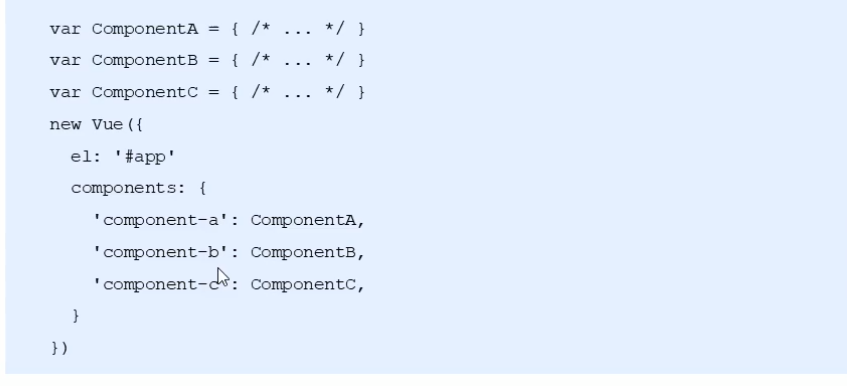 var ComponentA = { /* ... */ }
var ComponentB = { /* ... */ }
var ComponentC = { /* ... */ }
new Vue({
  el: '#app'
  components: {
    'component-a': ComponentA,
    'component-b': ComponentB,
    'component-c': ComponentC,
  }
})